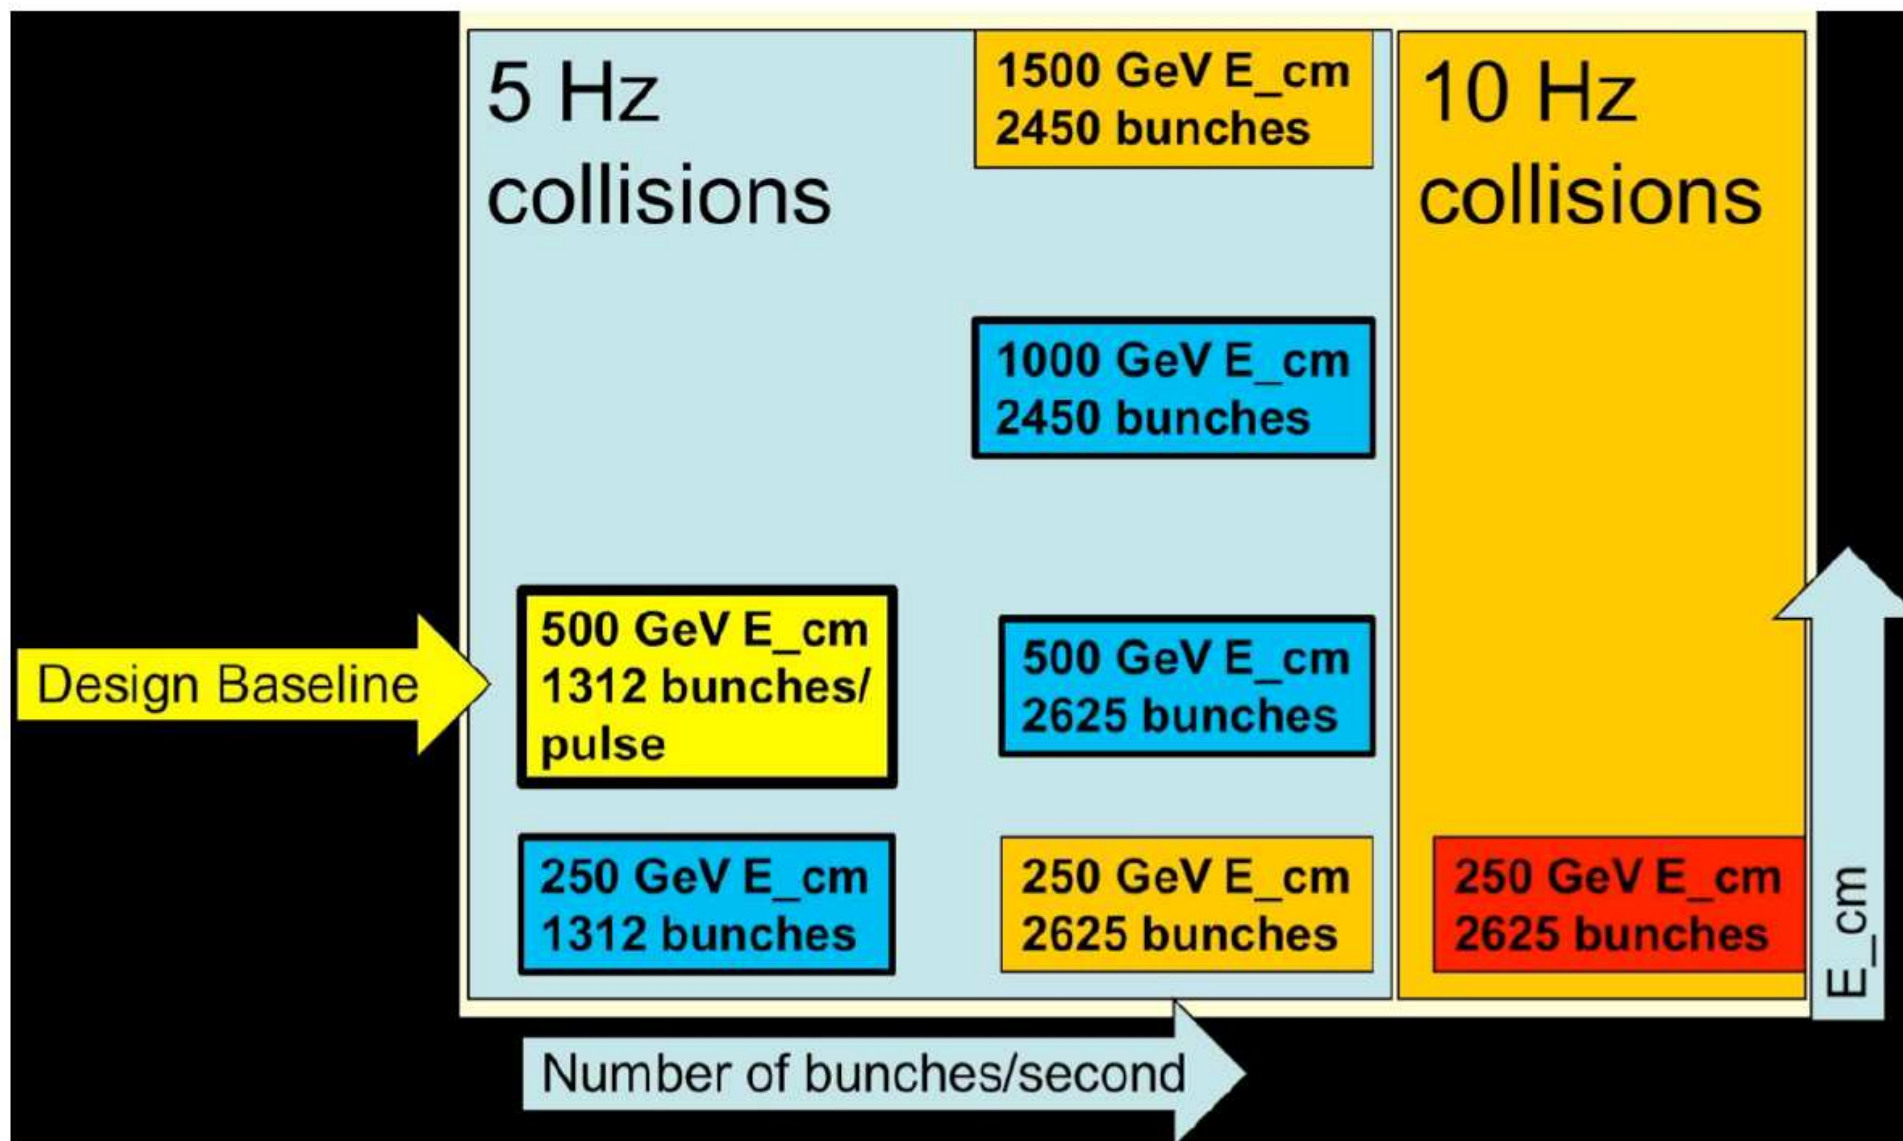 5 Hz
collisions
1500 GeV E_cm
2450 bunches
10 Hz
collisions
1000 GeV E_cm
2450 bunches
Design Baseline
500 GeV E_cm
1312 bunches/
pulse
500 GeV E_cm
2625 bunches
250 GeV E_cm
1312 bunches
250 GeV E_cm
2625 bunches
250 GeV E_cm
2625 bunches
E_cm
Number of bunches/second